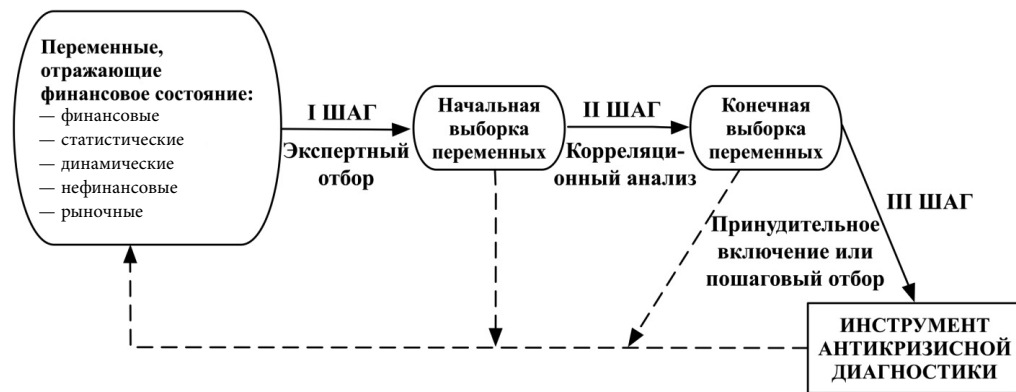 Переменные,
отражающие
финансовое состояние:
— финансовые
— статистические
— динамические
— нефинансовые
— рыночные
I ШАГ
Экспертный
отбор
Начальная
выборка
переменных
II ШАГ
Корреляци-
онный анализ
Конечная
выборка
переменных
III ШАГ
Принудительное
включение или
пошаговый отбор
ИНСТРУМЕНТ
АНТИКРИЗИСНОЙ
ДИАГНОСТИКИ